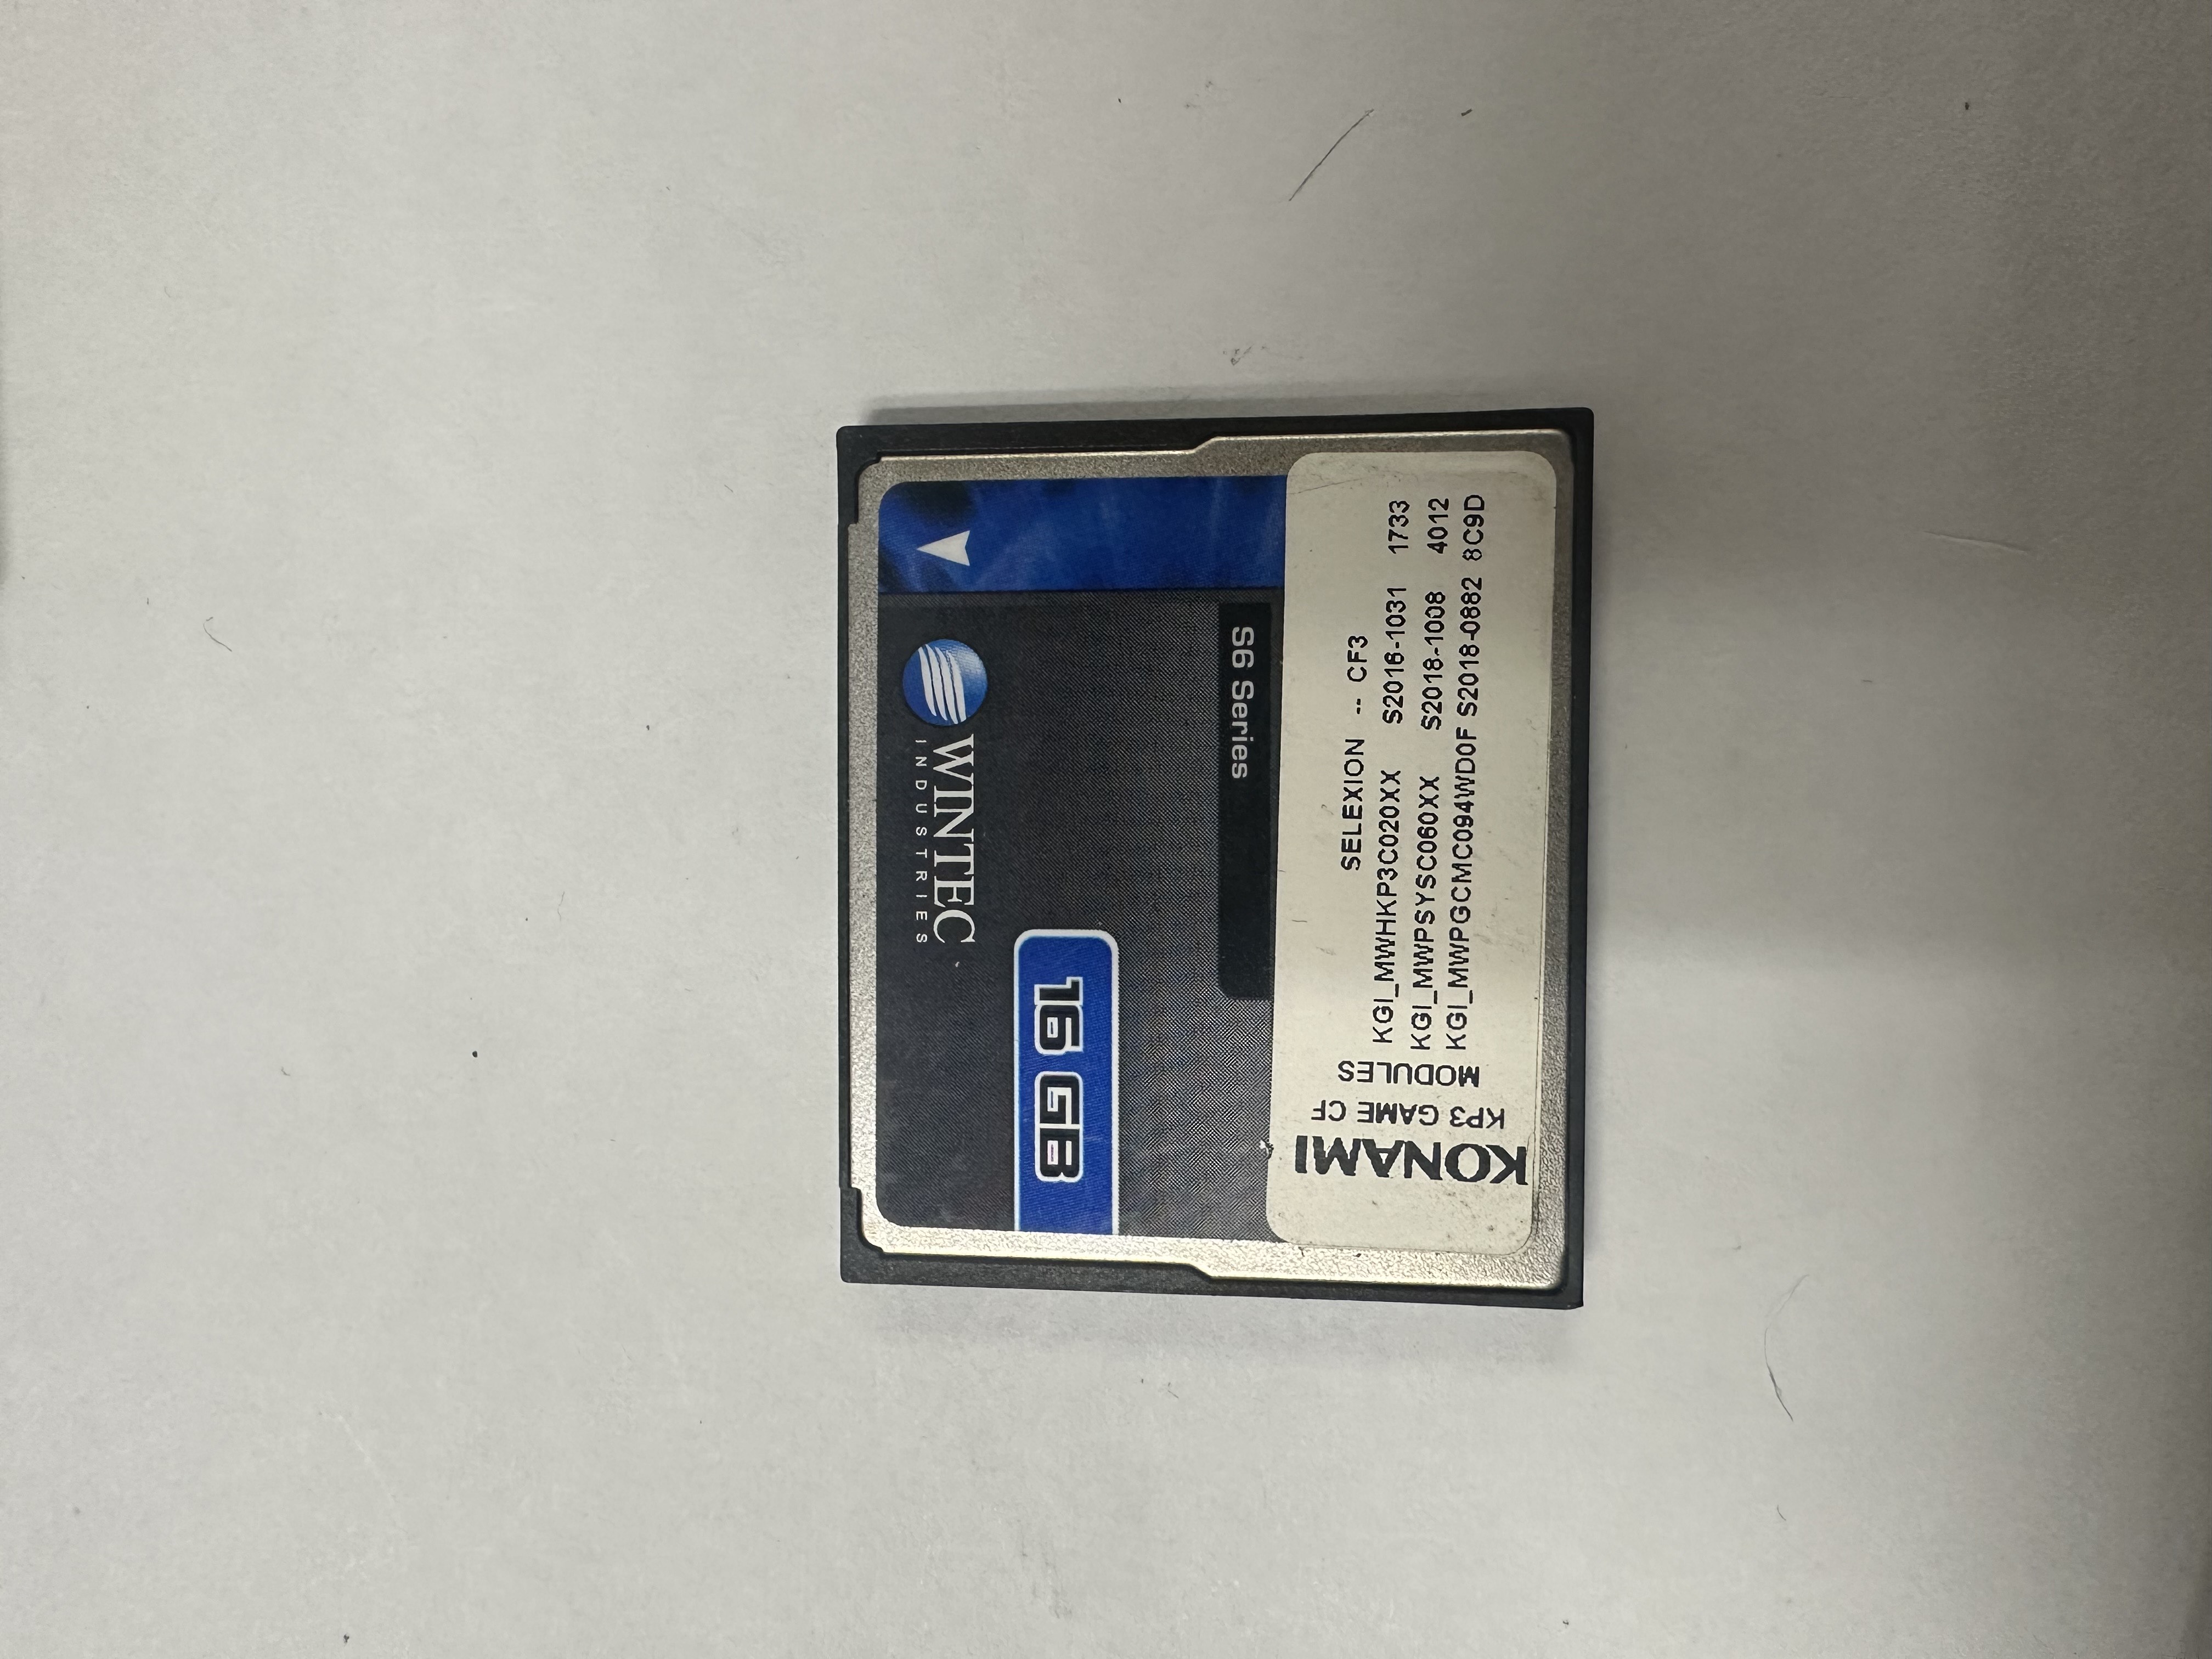 WINTEC
INDUSTRIES
16 GB
S6 Series
KONAMI
KP3 GAME CF
MODULES
SELEXION -- CF3
KGI_MWHKP3C020XX S2016-1031 1733
KGI_MWPSYSC060XX S2018-1008 4012
KGI_MWPGCMC094WD0F S2018-0882 8C9D